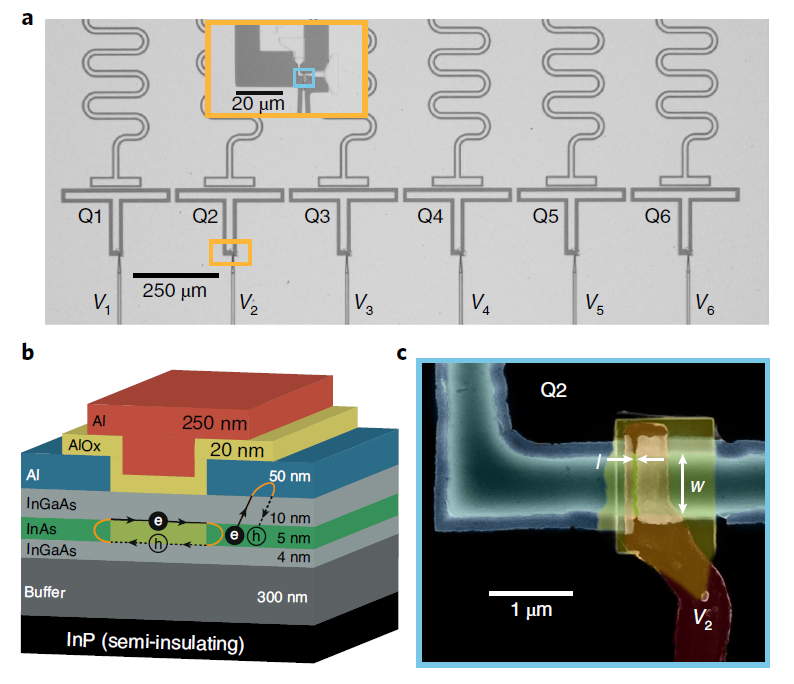 a
20 μm
Q1 Q2 Q3 Q4 Q5 Q6
250 μm
V1 V2 V3 V4 V5 V6
b
Al 250 nm
AlOx 20 nm
Al 50 nm
InGaAs 10 nm
e h e h
InAs 5 nm
InGaAs 4 nm
Buffer 300 nm
InP (semi-insulating)
c
Q2
l
w
1 μm
V2